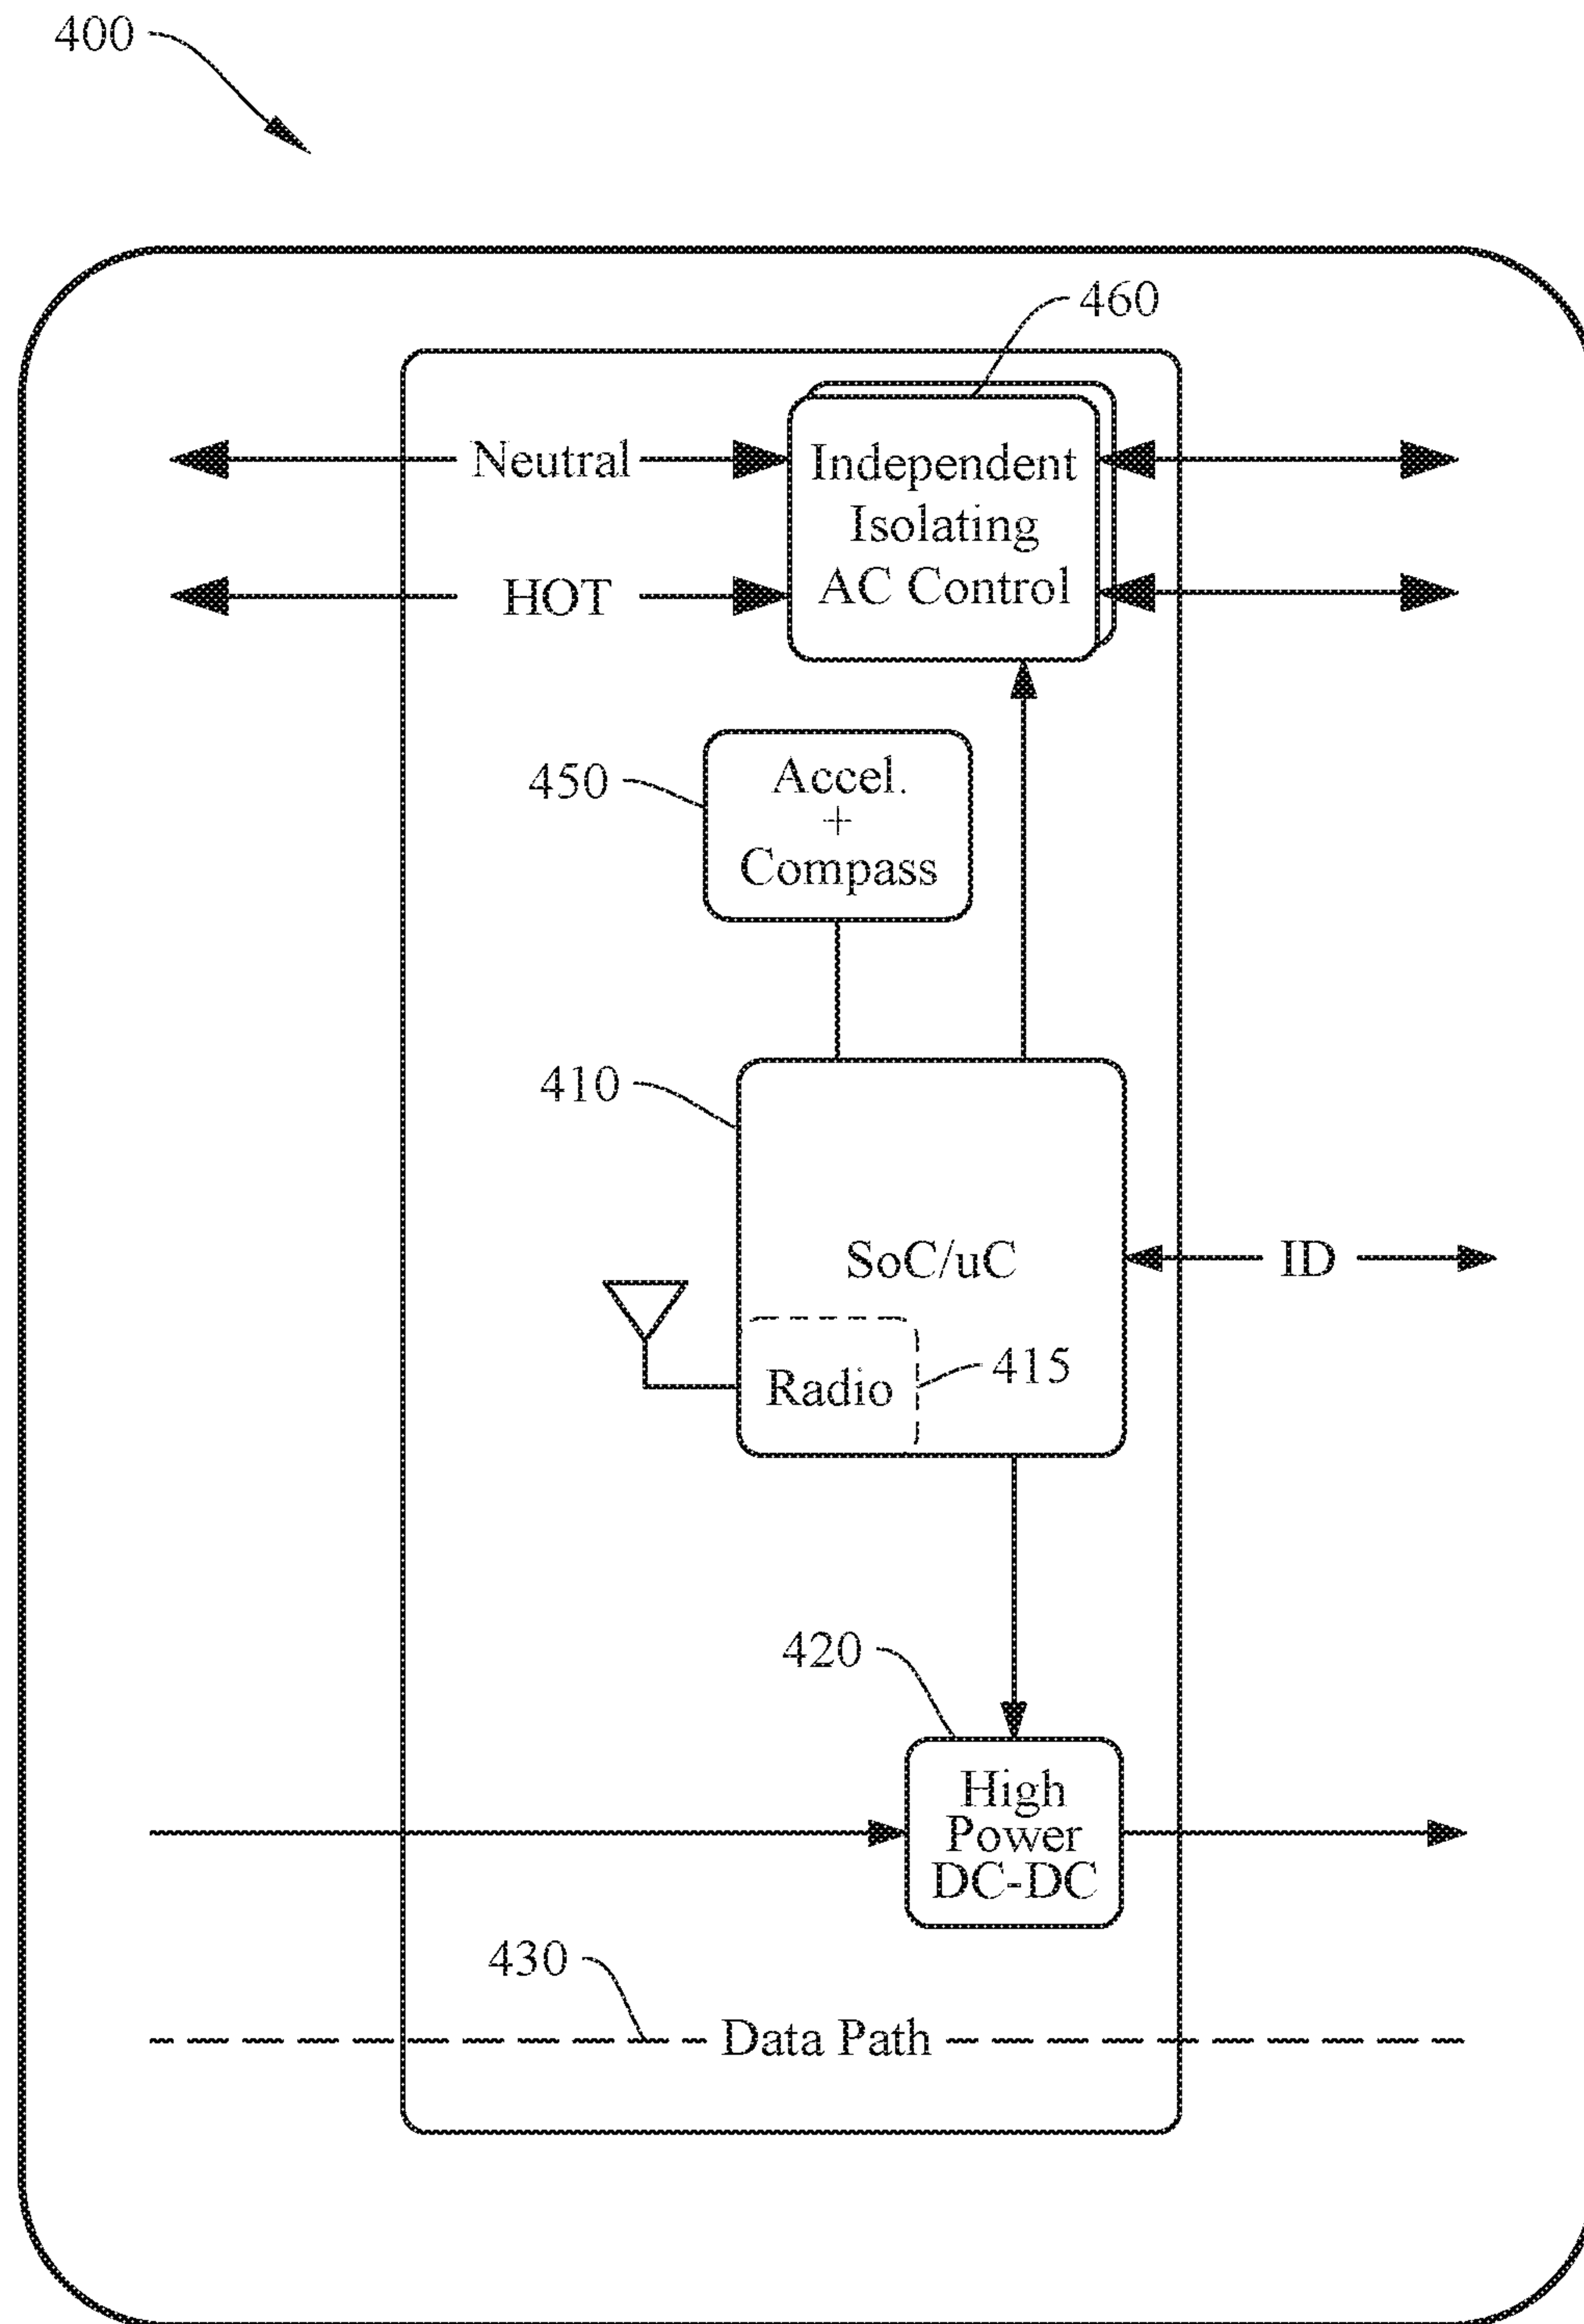 400
460
Neutral
Independent
Isolating
AC Control
HOT
450
Accel.
+
Compass
410
SoC/uC
ID
Radio
415
420
High
Power
DC-DC
430
Data Path